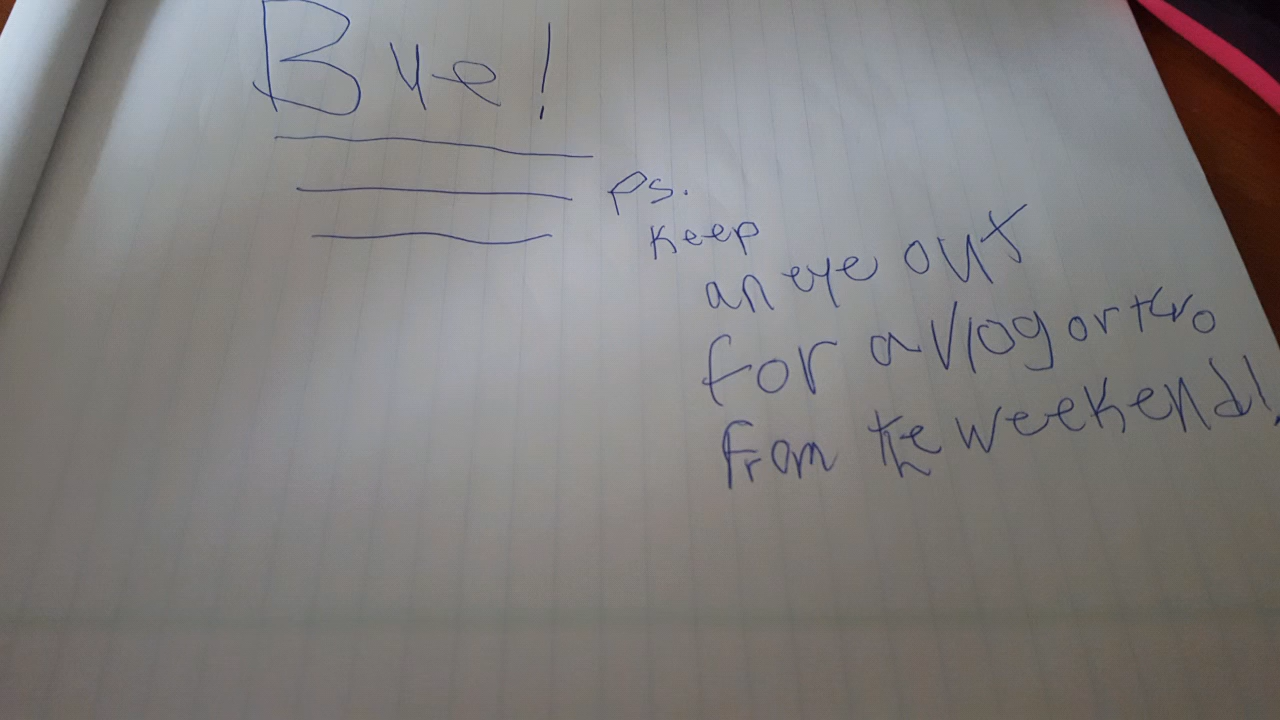 Bye!
Ps.
Keep
an eye out
for a vlog or two
from the weekend!